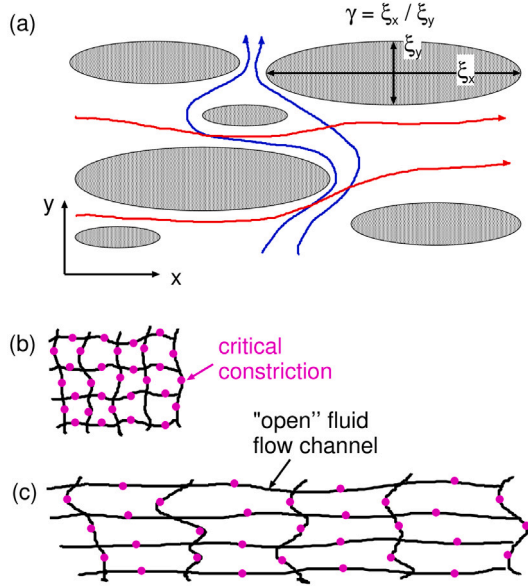 (a)
γ = ξx / ξy
ξy
ξx
y
x
(b)
critical
constriction
"open'' fluid
flow channel
(c)